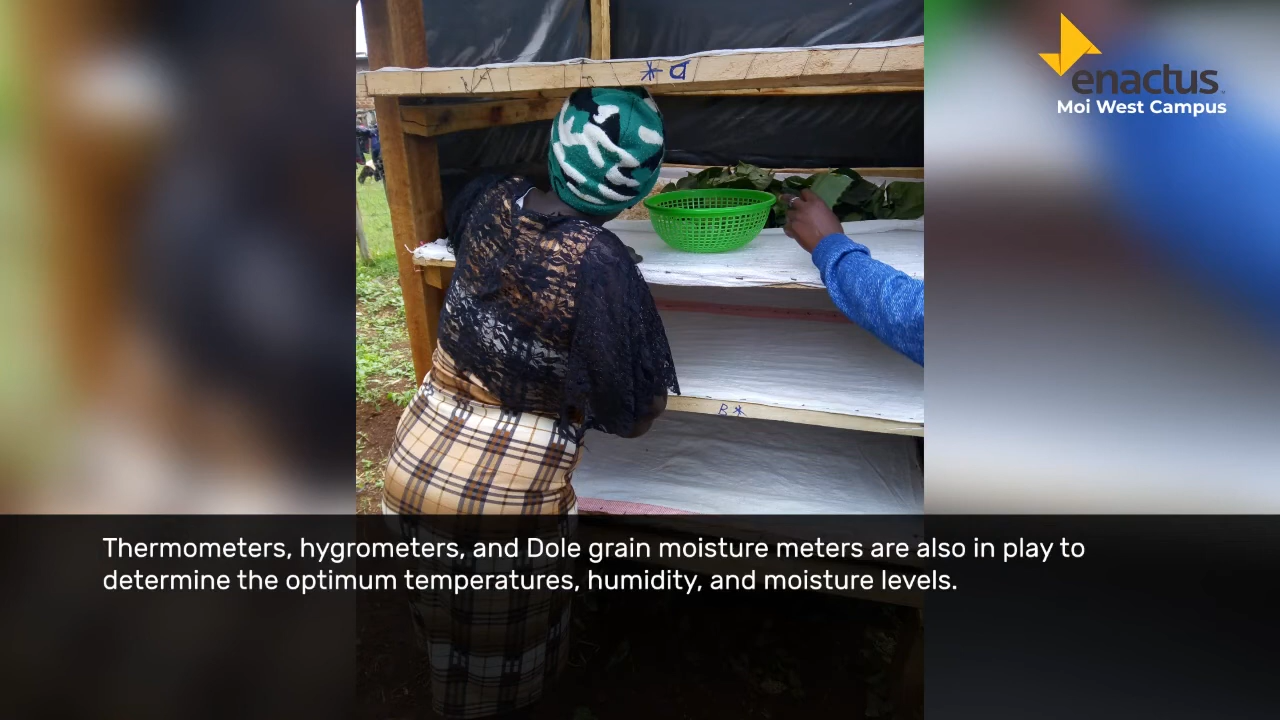 enactus
Moi West Campus
* D
B *
Thermometers, hygrometers, and Dole grain moisture meters are also in play to
determine the optimum temperatures, humidity, and moisture levels.